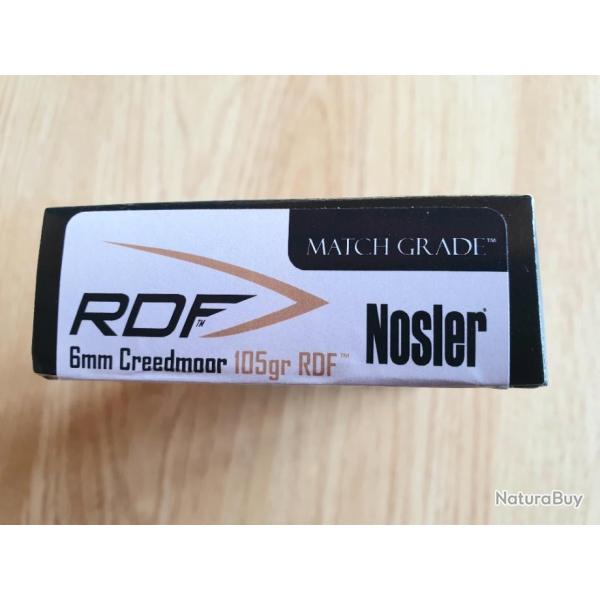 MATCH GRADE™
RDF™
Nosler®
6mm Creedmoor 105gr RDF™
NaturaBuy